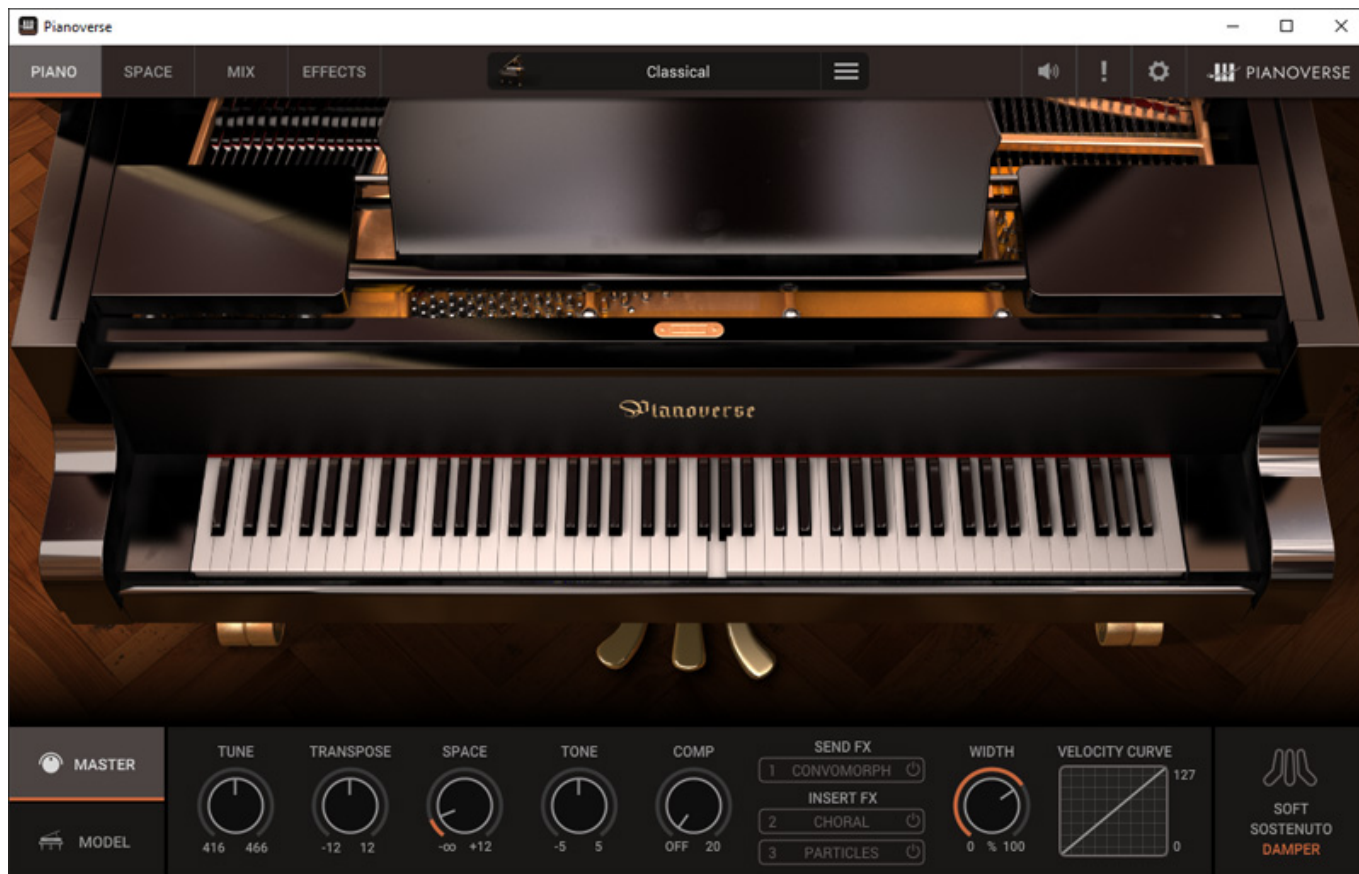 Pianoverse
PIANO SPACE MIX EFFECTS Classical PIANOVERSE
Pianoverse
MASTER
MODEL
TUNE
416 466
TRANSPOSE
-12 12
SPACE
-∞ +12
TONE
-5 5
COMP
OFF 20
SEND FX
1 CONVOMORPH
INSERT FX
2 CHORAL
3 PARTICLES
WIDTH
0 % 100
VELOCITY CURVE
127
0
SOFT
SOSTENUTO
DAMPER